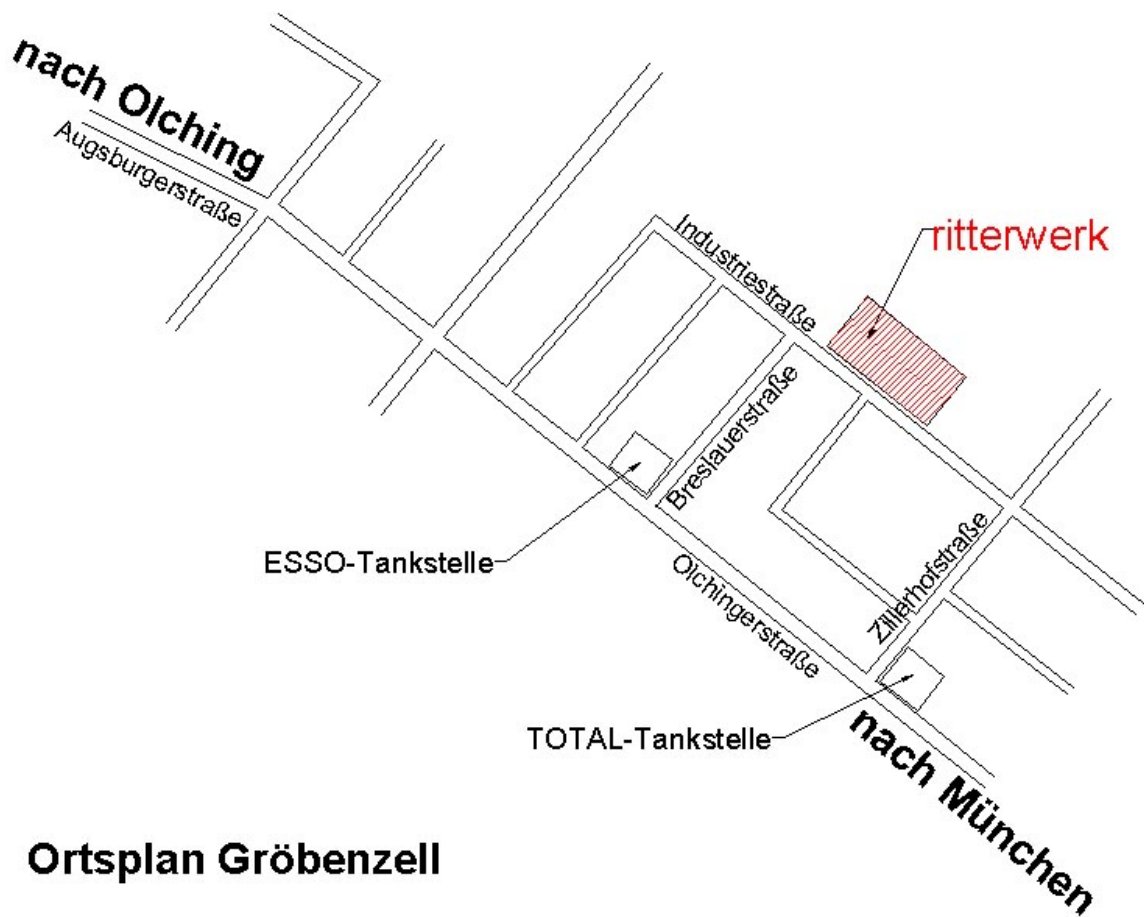 nach Olching
Augsburgerstraße
Industriestraße
ritterwerk
Breslauerstraße
ESSO-Tankstelle
Olchingerstraße
Zillerhofstraße
TOTAL-Tankstelle
nach München
Ortsplan Gröbenzell